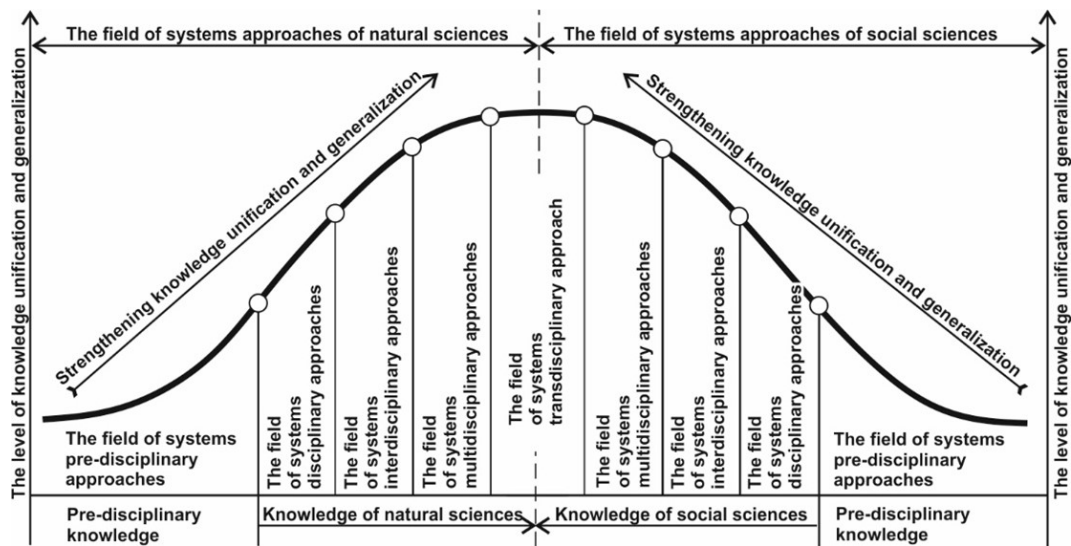 The field of systems approaches of natural sciences
The field of systems approaches of social sciences
The level of knowledge unification and generalization
Strengthening knowledge unification and generalization
Strengthening knowledge unification and generalization
The level of knowledge unification and generalization
The field of systems
pre-disciplinary
approaches
The field
of systems
disciplinary approaches
The field
of systems
interdisciplinary approaches
The field
of systems
multidisciplinary approaches
The field
of systems
transdisciplinary approach
The field
of systems
multidisciplinary approaches
The field
of systems
interdisciplinary approaches
The field
of systems
disciplinary approaches
The field of systems
pre-disciplinary
approaches
Pre-disciplinary
knowledge
Knowledge of natural sciences
Knowledge of social sciences
Pre-disciplinary
knowledge